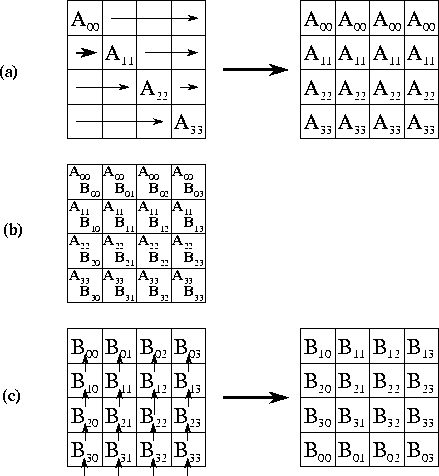 A00 A00 A00 A00 A00
A11 A11 A11 A11 A11
(a)
A22 A22 A22 A22 A22
A33 A33 A33 A33 A33
A00 A00 A00 A00
B00 B01 B02 B03
A11 A11 A11 A11
B10 B11 B12 B13
(b)
A22 A22 A22 A22
B20 B21 B22 B23
A33 A33 A33 A33
B30 B31 B32 B33
B00 B01 B02 B03 B10 B11 B12 B13
B10 B11 B12 B13 B20 B21 B22 B23
(c)
B20 B21 B22 B23 B30 B31 B32 B33
B30 B31 B32 B33 B00 B01 B02 B03